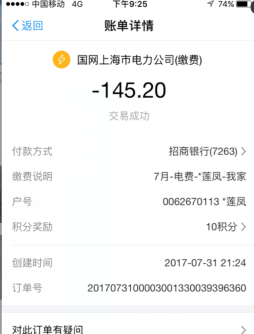 中国移动 4G 下午9:25 74%
返回 账单详情
国网上海市电力公司(缴费)
-145.20
交易成功
付款方式 招商银行(7263)
缴费说明 7月-电费-*莲凤-我家
户号 0062670113 *莲凤
积分奖励 10积分
创建时间 2017-07-31 21:24
订单号 20170731000030013300393963​60
对此订单有疑问